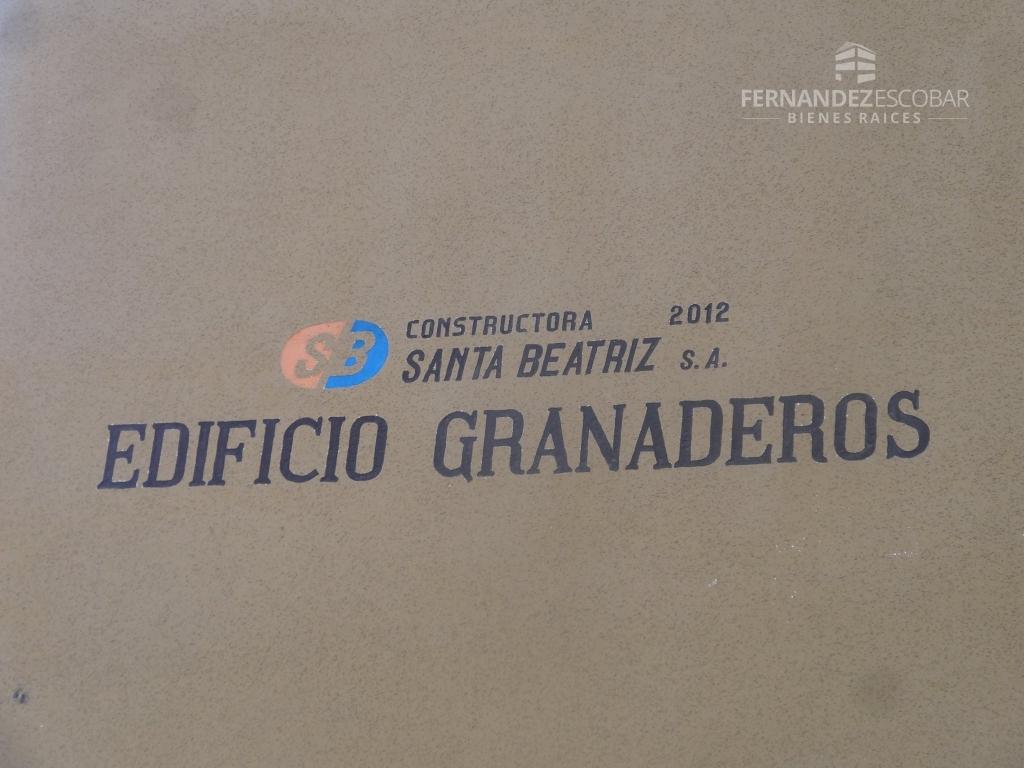 FERNANDEZESCOBAR
BIENES RAICES
SB
CONSTRUCTORA 2012
SANTA BEATRIZ S.A.
EDIFICIO GRANADEROS